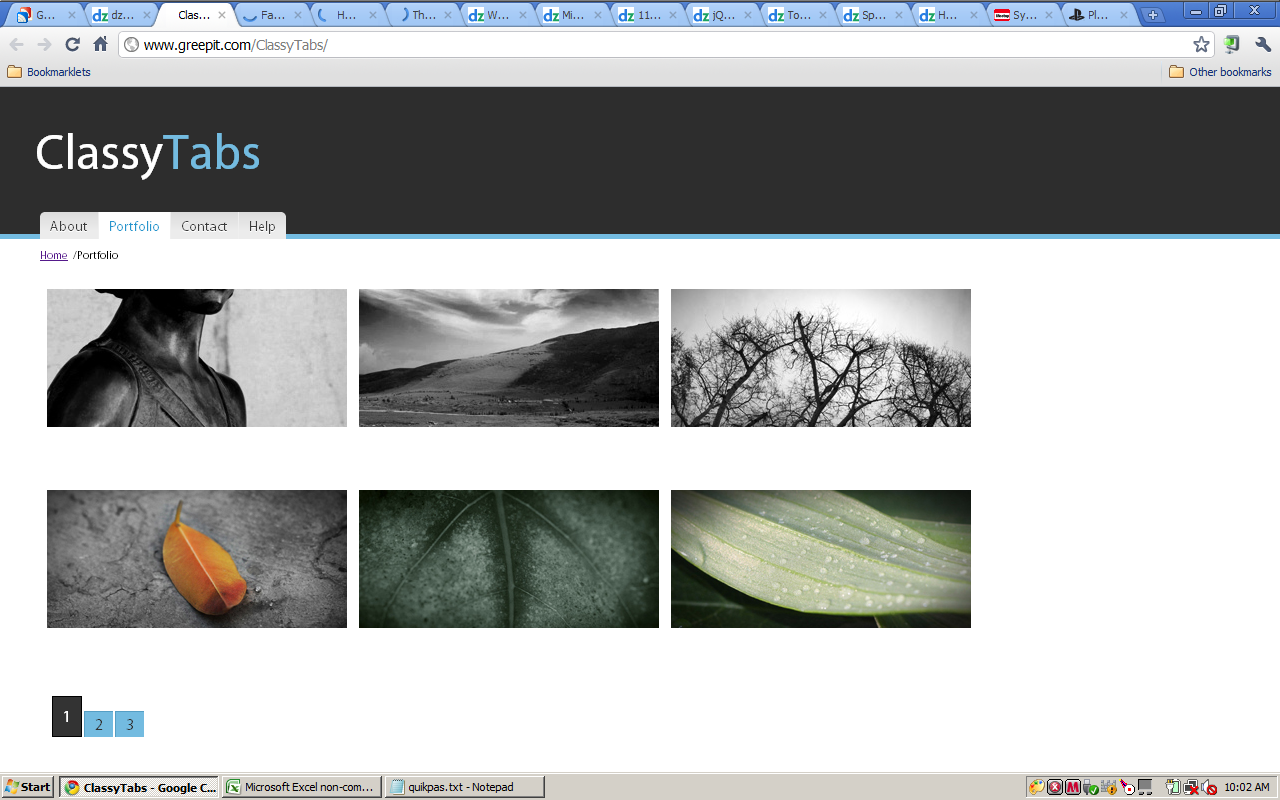 G... dz... Clas... Fa... H... Th... W... Mi... 11... jQ... To... Sp... H... Sy... Pl...
www.greepit.com/ClassyTabs/
Bookmarklets Other bookmarks
ClassyTabs
About Portfolio Contact Help
Home /Portfolio
1 2 3
Start ClassyTabs - Google C... Microsoft Excel non-com... quikpas.txt - Notepad 10:02 AM